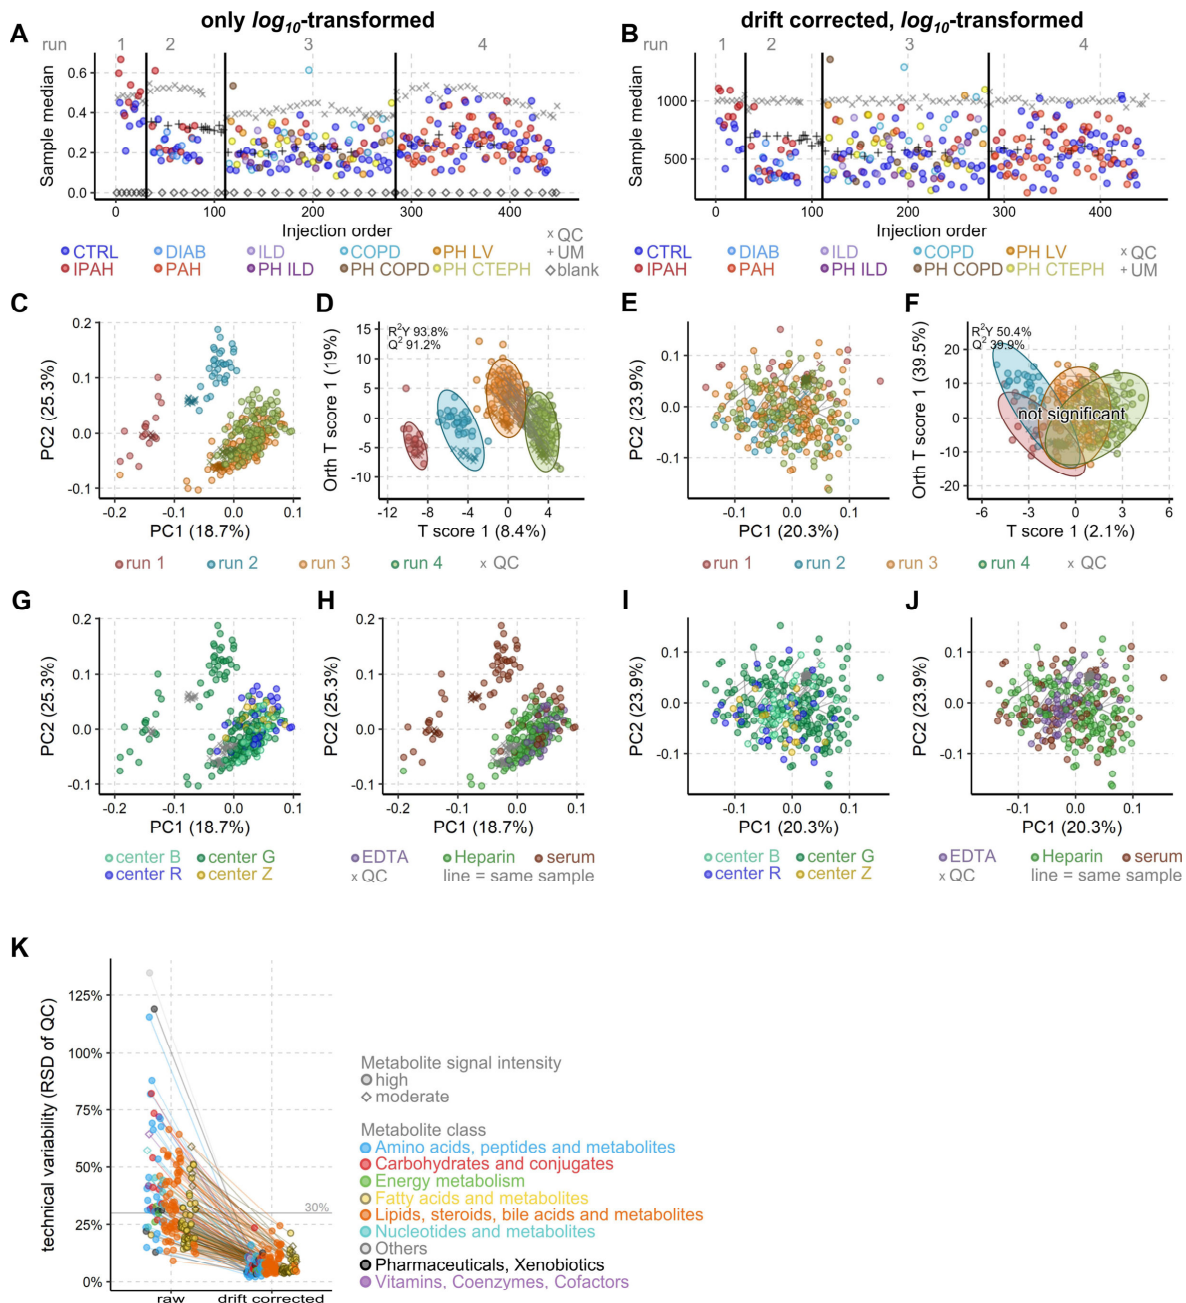 only log10-transformed
drift corrected, log10-transformed
A
run 1 2 3 4
Sample median
0.6
0.4
0.2
0.0
0 100 200 300 400
Injection order
CTRL DIAB ILD COPD PH LV × QC
IPAH PAH PH ILD PH COPD PH CTEPH + UM
blank
B
run 1 2 3 4
Sample median
1000
500
0 100 200 300 400
Injection order
CTRL DIAB ILD COPD PH LV × QC
IPAH PAH PH ILD PH COPD PH CTEPH + UM
C
PC2 (25.3%)
0.2
0.1
0.0
-0.1
-0.2 -0.1 0.0 0.1
PC1 (18.7%)
D
Orth T score 1 (19%)
R2Y 93.8%
Q2 91.2%
15
10
5
0
-5
-10
-12 -8 -4 0 4
T score 1 (8.4%)
run 1 run 2 run 3 run 4 × QC
E
PC2 (23.9%)
0.1
0.0
-0.1
-0.1 0.0 0.1
PC1 (20.3%)
F
Orth T score 1 (39.5%)
R2Y 50.4%
Q2 39.9%
20
10
0
-10
-20
not significant
-6 -3 0 3 6
T score 1 (2.1%)
run 1 run 2 run 3 run 4 × QC
G
PC2 (25.3%)
0.2
0.1
0.0
-0.1
-0.2 -0.1 0.0 0.1
PC1 (18.7%)
center B center G
center R center Z
H
PC2 (25.3%)
0.2
0.1
0.0
-0.1
-0.2 -0.1 0.0 0.1
PC1 (18.7%)
EDTA Heparin serum
× QC line = same sample
I
PC2 (23.9%)
0.1
0.0
-0.1
-0.1 0.0 0.1
PC1 (20.3%)
center B center G
center R center Z
J
PC2 (23.9%)
0.1
0.0
-0.1
-0.1 0.0 0.1
PC1 (20.3%)
EDTA Heparin serum
× QC line = same sample
K
technical variability (RSD of QC)
125%
100%
75%
50%
25%
0%
30%
raw drift corrected
Metabolite signal intensity
high
moderate
Metabolite class
Amino acids, peptides and metabolites
Carbohydrates and conjugates
Energy metabolism
Fatty acids and metabolites
Lipids, steroids, bile acids and metabolites
Nucleotides and metabolites
Others
Pharmaceuticals, Xenobiotics
Vitamins, Coenzymes, Cofactors